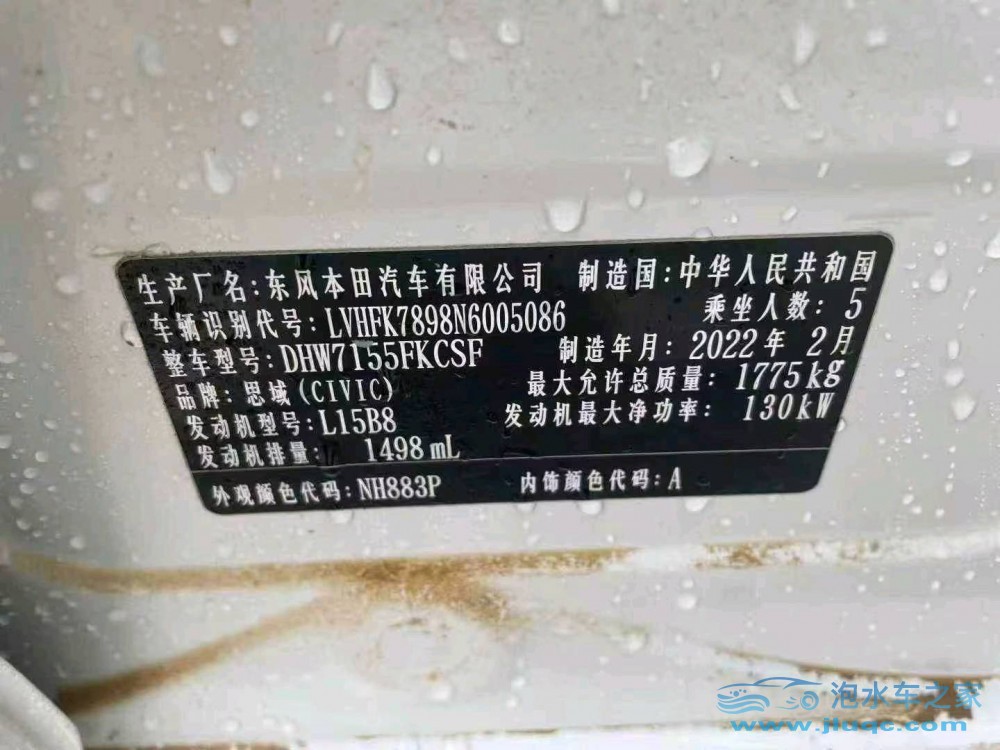 生产厂名:东风本田汽车有限公司 制造国:中华人民共和国
车辆识别代号:LVHFK7898N6005086 乘坐人数:5
整车型号:DHW7155FKCSF 制造年月:2022年2月
品牌:思域(CIVIC) 最大允许总质量:1775kg
发动机型号:L15B8 发动机最大净功率:130kW
发动机排量:1498mL
外观颜色代码:NH883P 内饰颜色代码:A
泡水车之家
www.jluqc.com